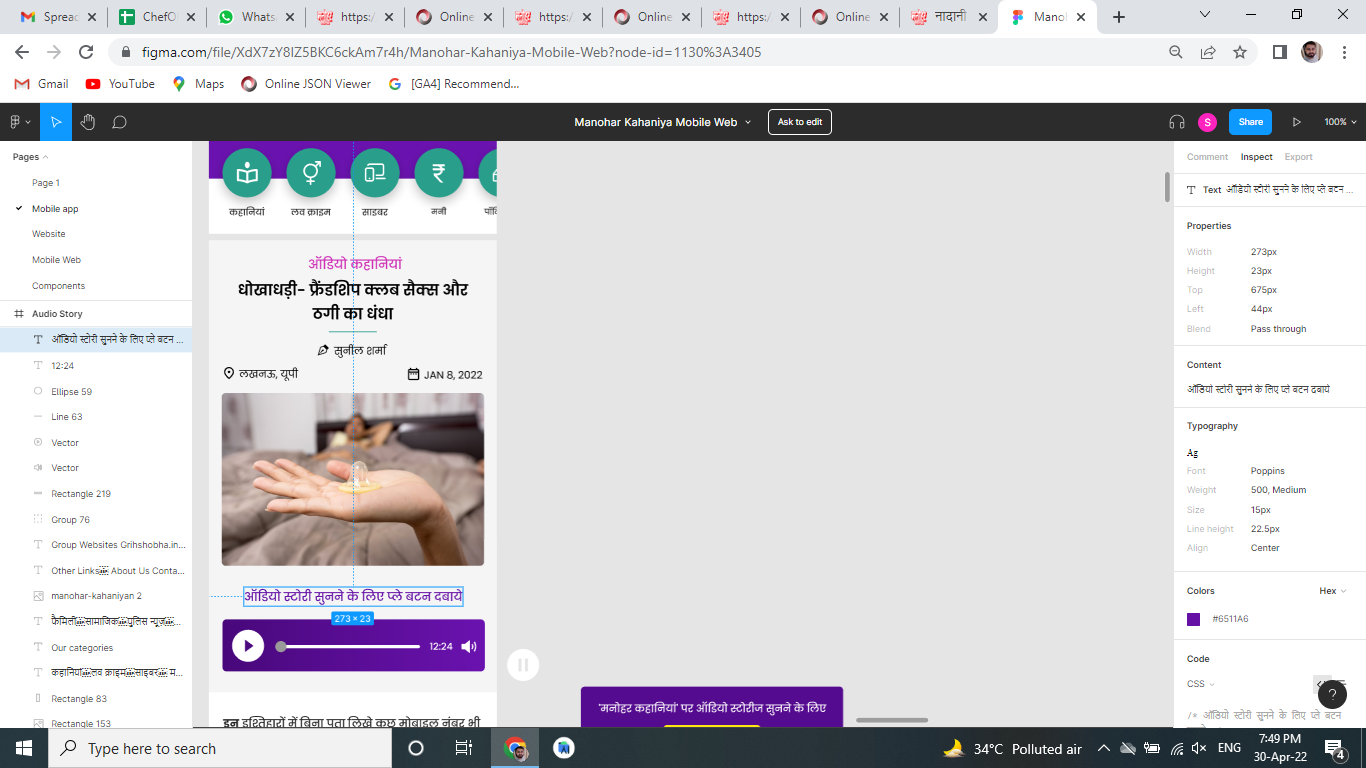 Spreac
ChefOl
Whats
https:/
Online
https:/
Online
https:/
Online
नादानी
Manol
figma.com/file/XdX7zY8IZ5BKC6ckAm7r4h/Manohar-Kahaniya-Mobile-Web?node-id=1130%3A3405
Gmail
YouTube
Maps
Online JSON Viewer
[GA4] Recommend...
Manohar Kahaniya Mobile Web
Ask to edit
S
Share
100%
Pages
Page 1
Mobile app
Website
Mobile Web
Components
Audio Story
ऑडियो स्टोरी सुनने के लिए प्ले बटन ...
12:24
Ellipse 59
Line 63
Vector
Vector
Rectangle 219
Group 76
Group Websites Grihshobha.in...
Other Links About Us Conta...
manohar-kahaniyan 2
फैमिली सामाजिक पुलिस न्यूज़ ...
Our categories
कहानियां लव क्राइम साइबर म...
Rectangle 83
Rectangle 153
कहानियां
लव क्राइम
साइबर
मनी
ऑडियो कहानियां
धोखाधड़ी- फ्रैंडशिप क्लब सैक्स और
ठगी का धंधा
सुनील शर्मा
लखनऊ, यूपी
JAN 8, 2022
ऑडियो स्टोरी सुनने के लिए प्ले बटन दबाये
273 × 23
12:24
इन इश्तिहारों में बिना पता लिखे कुछ मोबाइल नंबर भी
'मनोहर कहानियां' पर ऑडियो स्टोरीज सुनने के लिए
Comment
Inspect
Export
Text ऑडियो स्टोरी सुनने के लिए प्ले बटन ...
Properties
Width 273px
Height 23px
Top 675px
Left 44px
Blend Pass through
Content
ऑडियो स्टोरी सुनने के लिए प्ले बटन दबाये
Typography
Ag
Font Poppins
Weight 500, Medium
Size 15px
Line height 22.5px
Align Center
Colors
Hex
#6511A6
Code
CSS
/* ऑडियो स्टोरी सुनने के लिए प्ले बटन
?
Type here to search
34°C Polluted air
ENG
7:49 PM
30-Apr-22
4